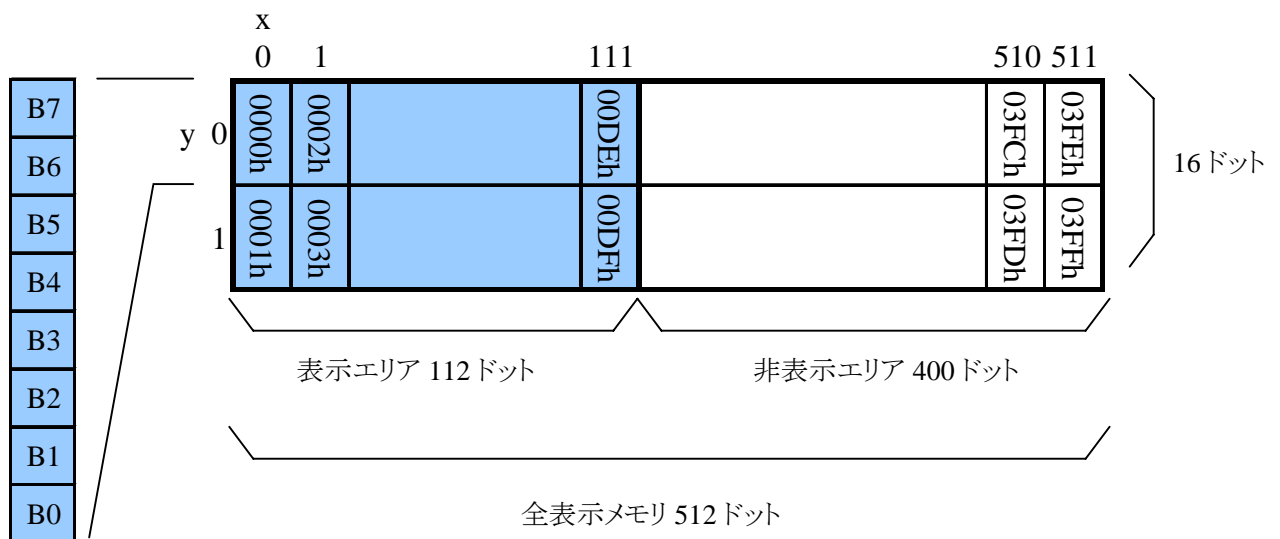 x
0 1 111 510 511
B7
B6
B5
B4
B3
B2
B1
B0
y 0
0000h 0002h 00DEh 03FCh 03FEh
1
0001h 0003h 00DFh 03FDh 03FFh
16ドット
表示エリア 112ドット
非表示エリア 400ドット
全表示メモリ 512ドット